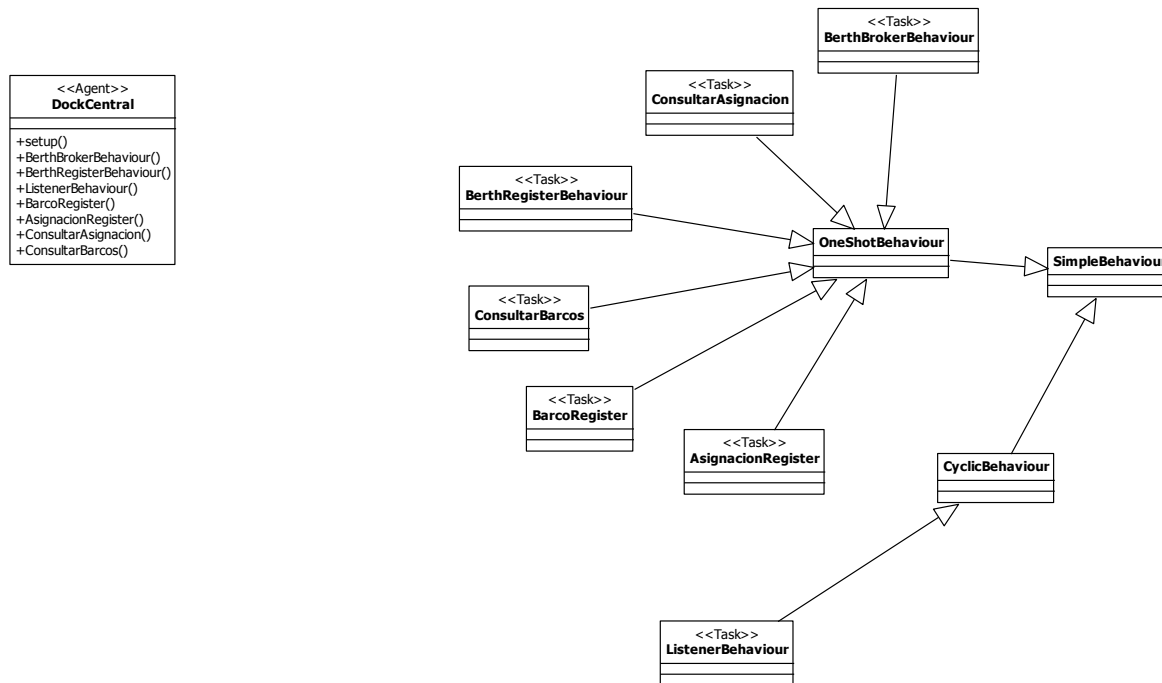 <<Agent>>
DockCentral
+setup()
+BerthBrokerBehaviour()
+BerthRegisterBehaviour()
+ListenerBehaviour()
+BarcoRegister()
+AsignacionRegister()
+ConsultarAsignacion()
+ConsultarBarcos()
<<Task>>
BerthBrokerBehaviour
<<Task>>
ConsultarAsignacion
<<Task>>
BerthRegisterBehaviour
OneShotBehaviour
SimpleBehaviour
<<Task>>
ConsultarBarcos
<<Task>>
BarcoRegister
<<Task>>
AsignacionRegister
CyclicBehaviour
<<Task>>
ListenerBehaviour